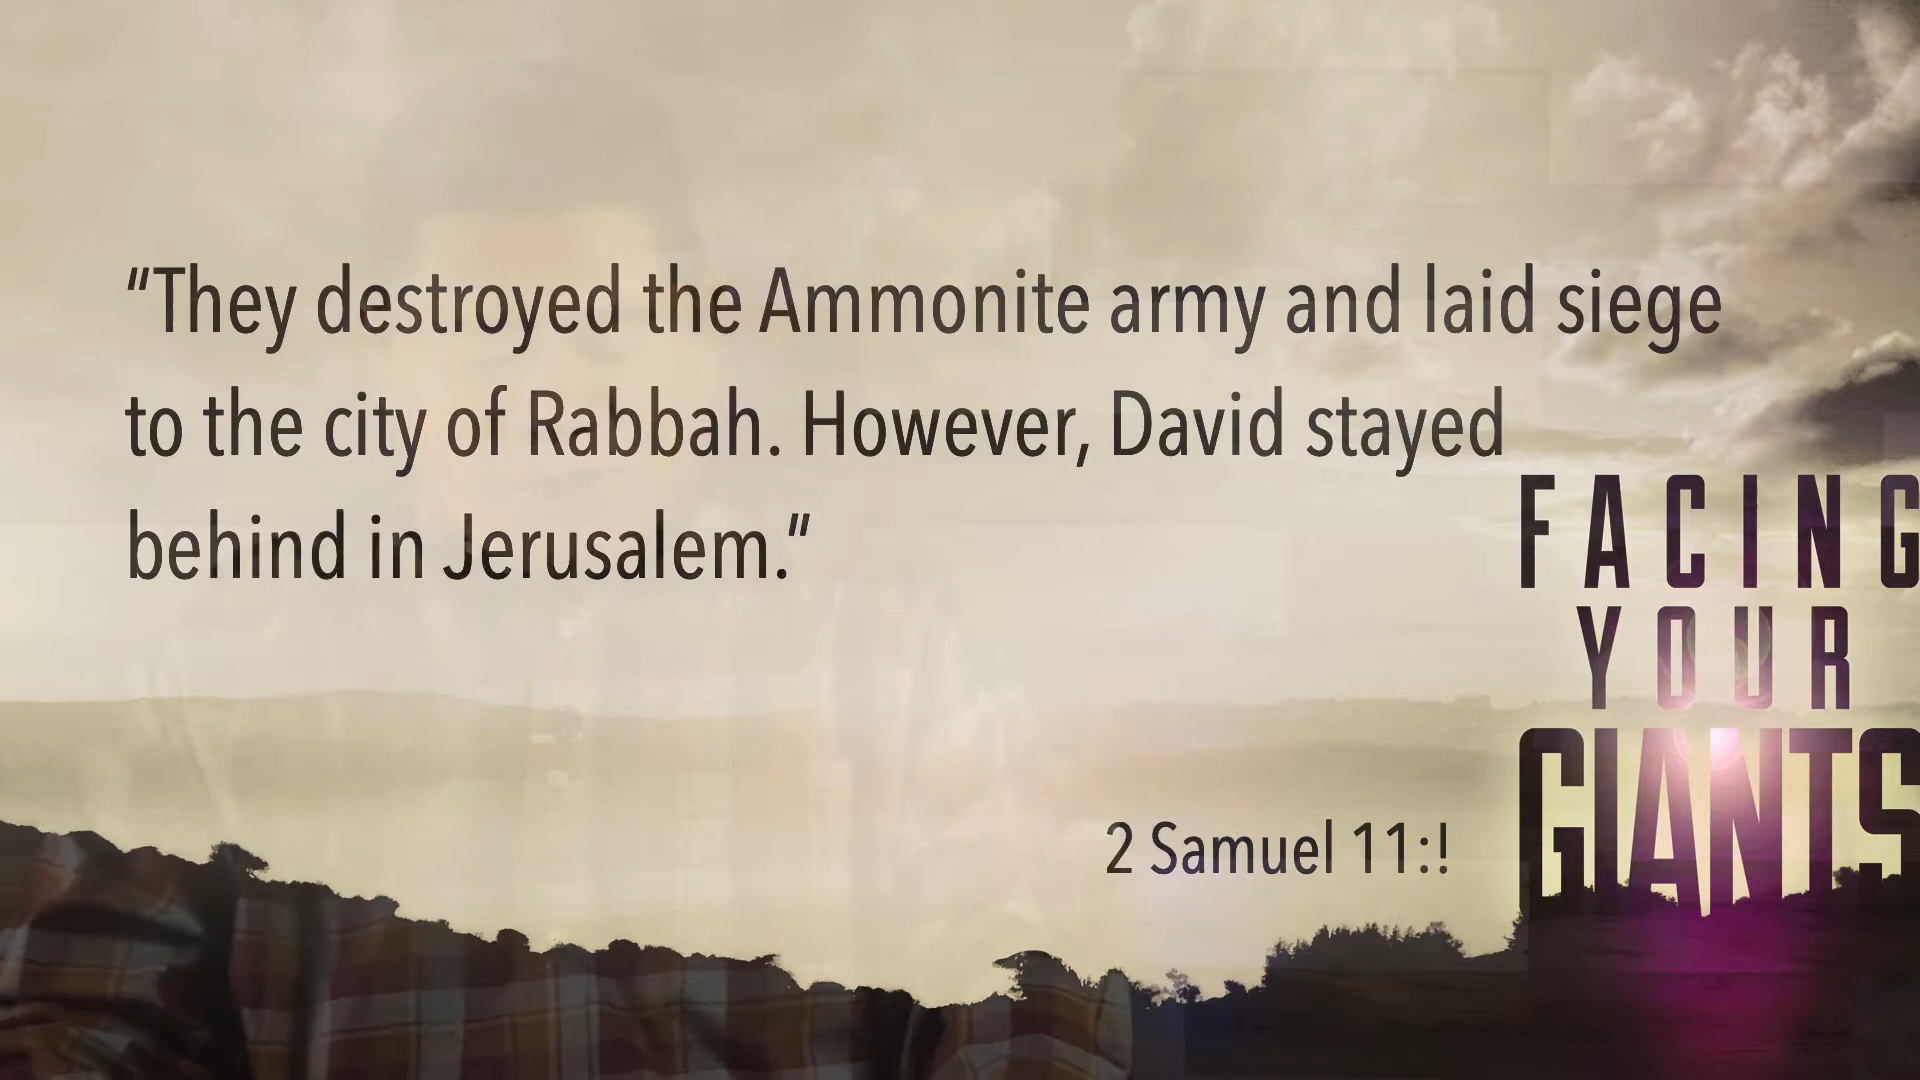 “They destroyed the Ammonite army and laid siege
to the city of Rabbah. However, David stayed
behind in Jerusalem.”
2 Samuel 11:!
FACING
YOUR
GIANTS